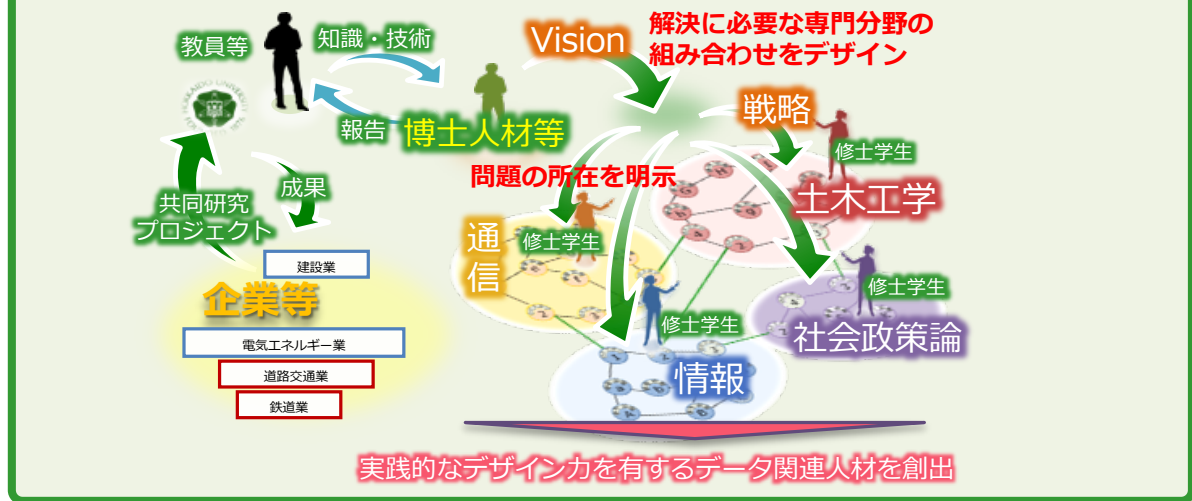 解決に必要な専門分野の
組み合わせをデザイン
Vision
教員等
知識・技術
戦略
報告
博士人材等
修士学生
問題の所在を明示
土木工学
成果
共同研究
プロジェクト
通信
修士学生
建設業
企業等
修士学生
修士学生
社会政策論
電気エネルギー業
情報
道路交通業
鉄道業
実践的なデザイン力を有するデータ関連人材を創出